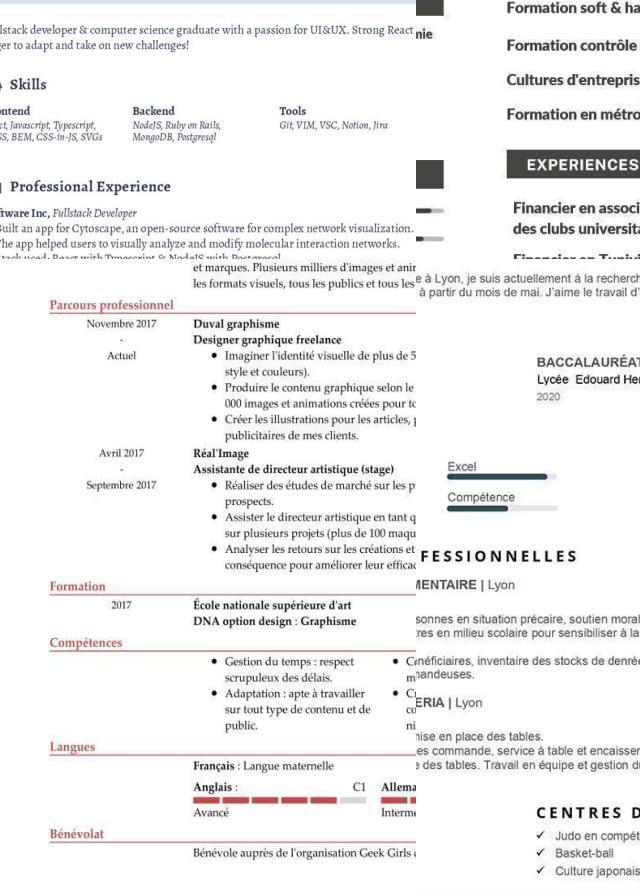 llstack developer & computer science graduate with a passion for UI&UX. Strong React
ger to adapt and take on new challenges!
Skills
ontend
Backend
Tools
ct, Javascript, Typescript,
SS, BEM, CSS-in-JS, SVGs
NodeJS, Ruby on Rails,
MongoDB, Postgresql
Git, VIM, VSC, Notion, Jira
Professional Experience
tware Inc, Fullstack Developer
Built an app for Cytoscape, an open-source software for complex network visualization.
The app helped users to visually analyze and modify molecular interaction networks.
Stack used: React with Typescript & NodeJS with Postgresql
mie
Formation soft & ha
Formation contrôle
Cultures d'entrepris
Formation en métro
EXPERIENCES
Financier en associ
des clubs universita
et marques. Plusieurs milliers d'images et anir
les formats visuels, tous les publics et tous les
Parcours professionnel
Novembre 2017
-
Actuel
Duval graphisme
Designer graphique freelance
• Imaginer l'identité visuelle de plus de 5
style et couleurs).
• Produire le contenu graphique selon le
000 images et animations créées pour to
• Créer les illustrations pour les articles, p
publicitaires de mes clients.
Avril 2017
-
Septembre 2017
Réal'Image
Assistante de directeur artistique (stage)
• Réaliser des études de marché sur les p
prospects.
• Assister le directeur artistique en tant q
sur plusieurs projets (plus de 100 maqu
• Analyser les retours sur les créations et
conséquence pour améliorer leur efficac
Formation
2017
École nationale supérieure d'art
DNA option design : Graphisme
Compétences
• Gestion du temps : respect
scrupuleux des délais.
• Adaptation : apte à travailler
sur tout type de contenu et de
public.
Langues
Français : Langue maternelle
Anglais :
C1
Avancé
Allema
Interme
Bénévolat
Bénévole auprès de l'organisation Geek Girls
e à Lyon, je suis actuellement à la recherch
à partir du mois de mai. J'aime le travail d'
BACCALAURÉAT
Lycée Edouard Her
2020
Excel
Compétence
FESSIONNELLES
MENTAIRE | Lyon
sonnes en situation précaire, soutien moral
tres en milieu scolaire pour sensibiliser à la
énéficiaires, inventaire des stocks de denrée
mandeuses.
ERIA | Lyon
mise en place des tables.
es commande, service à table et encaisser
e des tables. Travail en équipe et gestion du
CENTRES D
✓ Judo en compét
✓ Basket-ball
✓ Culture japonais